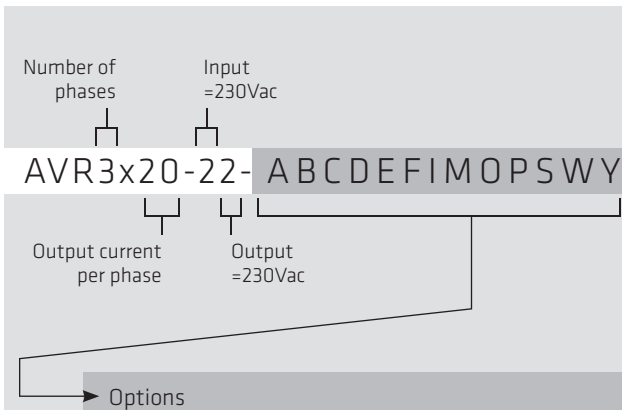 Number of
phases
Input
=230Vac
AVR3x20-22- ABCDEFIMOPSWY
Output current
per phase
Output
=230Vac
Options